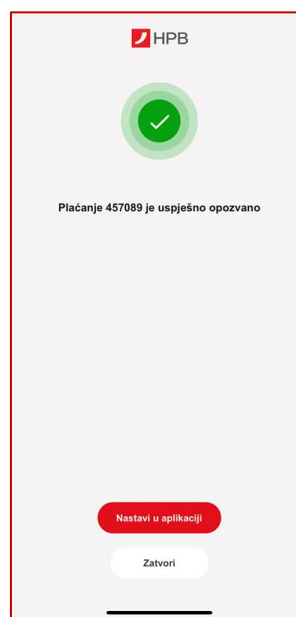 HPB
Plaćanje 457089 je uspješno opozvano
Nastavi u aplikaciji
Zatvori